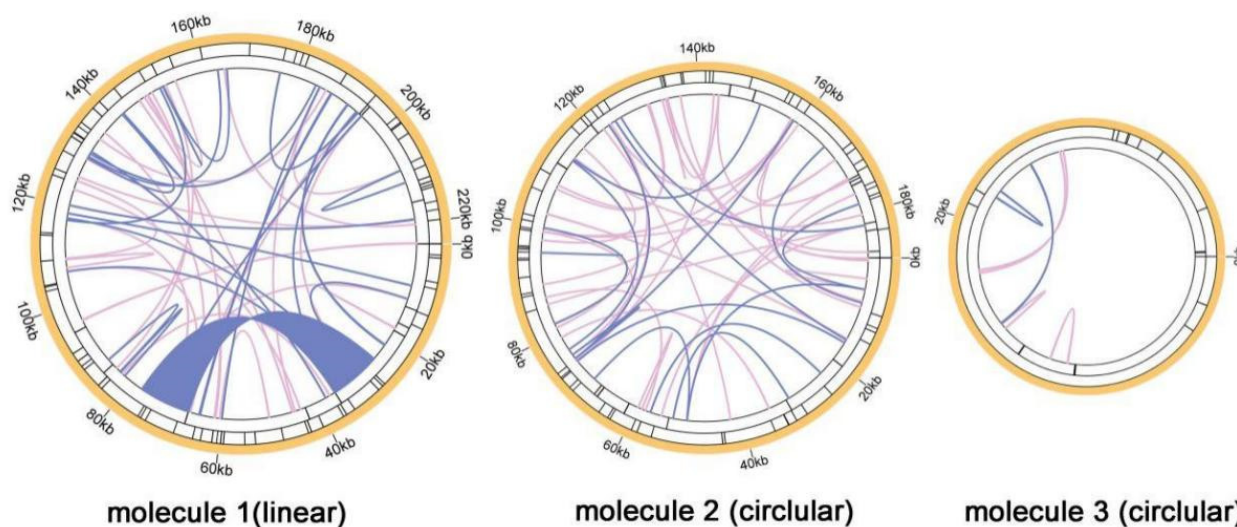 160kb
180kb
140kb
200kb
120kb
220kb
0kb
100kb
20kb
80kb
40kb
60kb
molecule 1(linear)
140kb
120kb
160kb
100kb
180kb
0kb
80kb
20kb
60kb
40kb
molecule 2 (circlular)
20kb
molecule 3 (circlular)